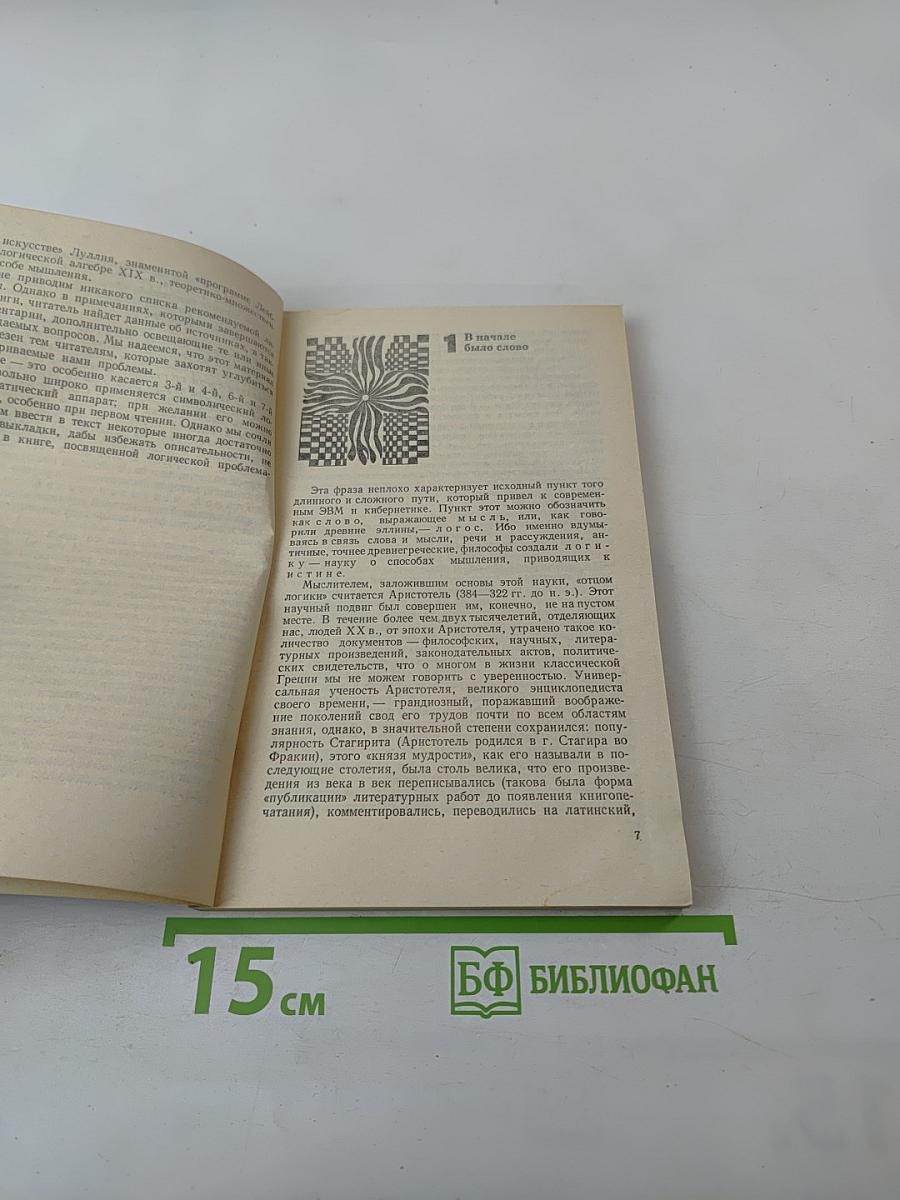 искусстве» Луллия, знаменитой «программе Лейб-
логической алгебре XIX в., теоретико-множествен-
собе мышления.
не приводим никакого списка рекомендуемой ли-
Однако в примечаниях, которыми завершаются
ниги, читатель найдет данные об источниках, а так-
ментарии, дополнительно освещающие те или иные
даемых вопросов. Мы надеемся, что этот материал
езен тем читателям, которые захотят углубиться
риваемые нами проблемы.
е — это особенно касается 3-й и 4-й, 6-й и 7-й
вольно широко применяется символический ло-
атический аппарат; при желании его можно
, особенно при первом чтении. Однако мы сочли
м ввести в текст некоторые иногда достаточно
выкладки, дабы избежать описательности, не
в книге, посвященной логической проблема-
1 В начале
было слово
Эта фраза неплохо характеризует исходный пункт того
длинного и сложного пути, который привел к современ-
ным ЭВМ и кибернетике. Пункт этот можно обозначить
как слово, выражающее мысль, или, как гово-
рили древние эллины,— логос. Ибо именно вдумы-
ваясь в связь слова и мысли, речи и рассуждения, ан-
тичные, точнее древнегреческие, философы создали логи-
ку — науку о способах мышления, приводящих к
истине.
Мыслителем, заложившим основы этой науки, «отцом
логики» считается Аристотель (384—322 гг. до н. э.). Этот
научный подвиг был совершен им, конечно, не на пустом
месте. В течение более чем двух тысячелетий, отделяющих
нас, людей XX в., от эпохи Аристотеля, утрачено такое ко-
личество документов — философских, научных, литера-
турных произведений, законодательных актов, политиче-
ских свидетельств, что о многом в жизни классической
Греции мы не можем говорить с уверенностью. Универ-
сальная ученость Аристотеля, великого энциклопедиста
своего времени,— грандиозный, поражавший воображе-
ние поколений свод его трудов почти по всем областям
знания, однако, в значительной степени сохранился: попу-
лярность Стагирита (Аристотель родился в г. Стагира во
Фракии), этого «князя мудрости», как его называли в по-
следующие столетия, была столь велика, что его произве-
дения из века в век переписывались (такова была форма
«публикации» литературных работ до появления книгопе-
чатания), комментировались, переводились на латинский,
7
15 см
БФ БИБЛИОФАН